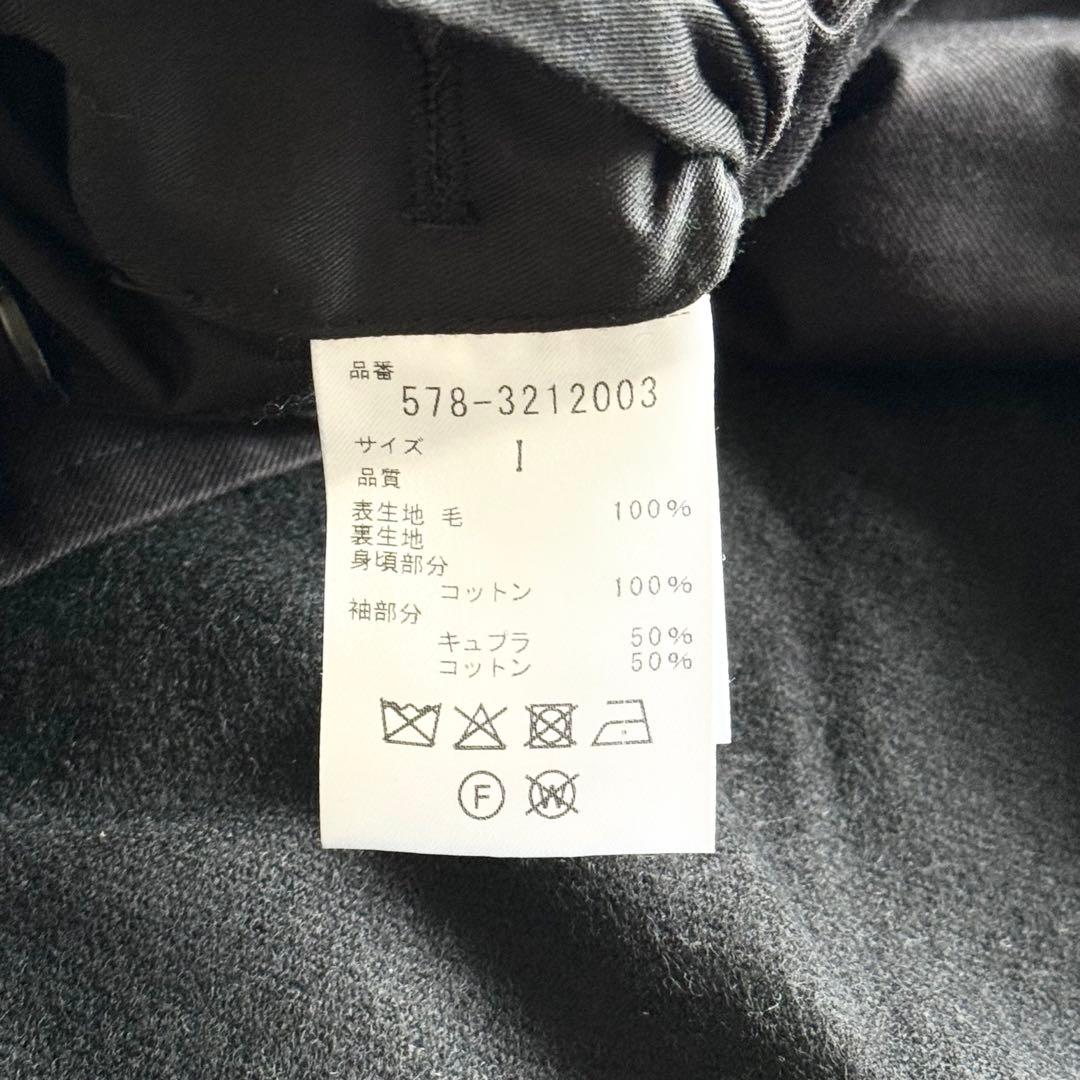 品番
578-3212003
サイズ I
品質
表生地 毛 100%
裏生地
身頃部分
コットン 100%
袖部分
キュプラ 50%
コットン 50%
F W